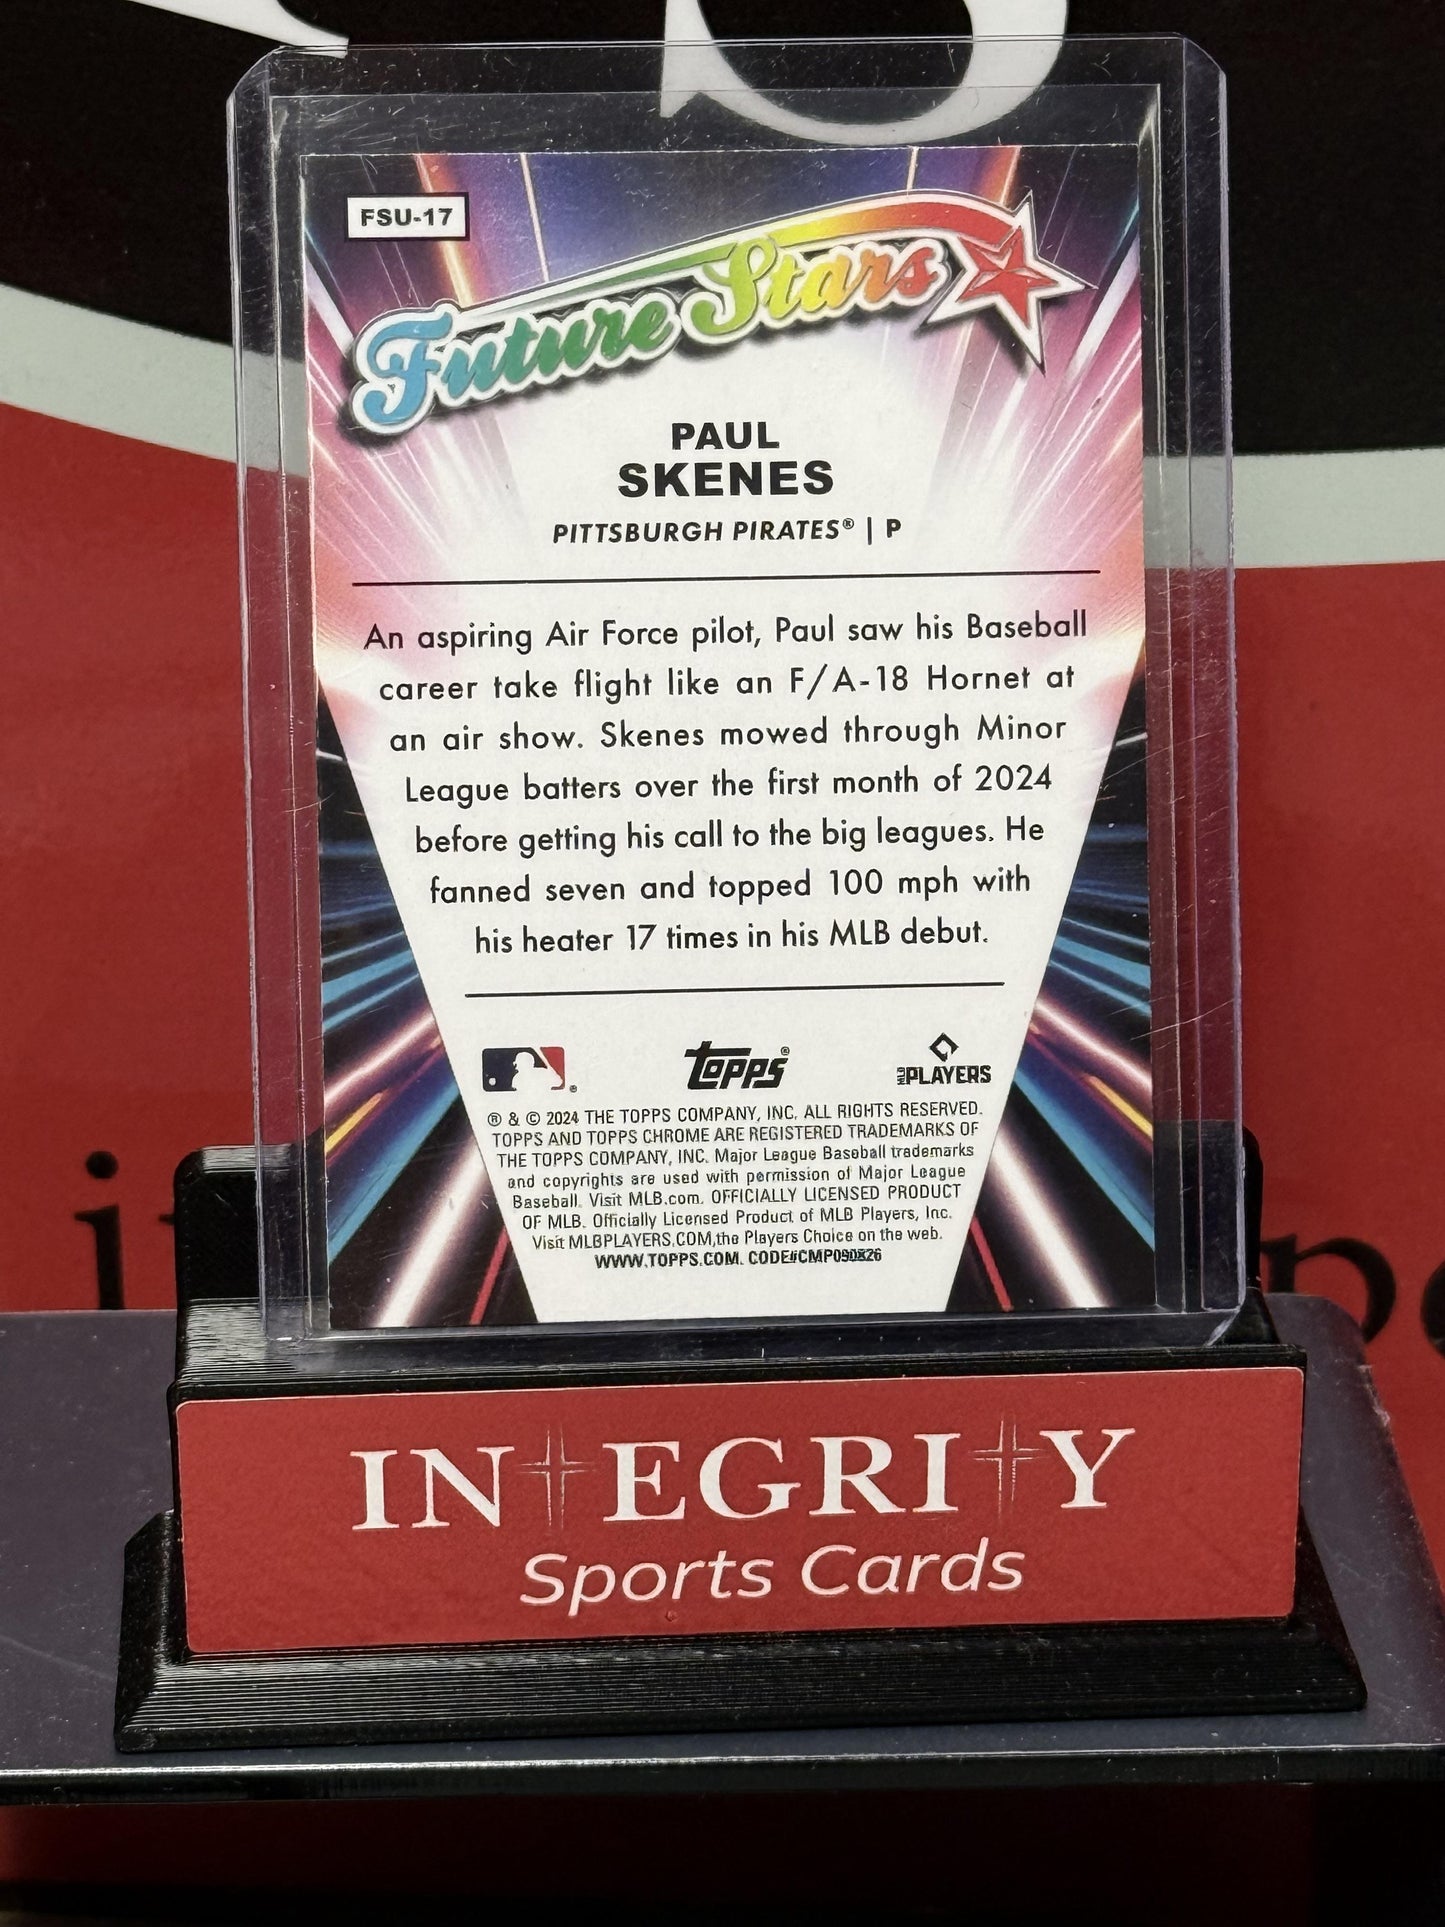 FSU-17
Future Stars
PAUL
SKENES
PITTSBURGH PIRATES® | P
An aspiring Air Force pilot, Paul saw his Baseball
career take flight like an F/A-18 Hornet at
an air show. Skenes mowed through Minor
League batters over the first month of 2024
before getting his call to the big leagues. He
fanned seven and topped 100 mph with
his heater 17 times in his MLB debut.
Topps® MLB PLAYERS
® & © 2024 THE TOPPS COMPANY, INC. ALL RIGHTS RESERVED.
TOPPS AND TOPPS CHROME ARE REGISTERED TRADEMARKS OF
THE TOPPS COMPANY, INC. Major League Baseball trademarks
and copyrights are used with permission of Major League
Baseball. Visit MLB.com. OFFICIALLY LICENSED PRODUCT
OF MLB. Officially Licensed Product of MLB Players, Inc.
Visit MLBPLAYERS.COM,the Players Choice on the web.
WWW.TOPPS.COM. CODE#CMP090826
INTEGRITY
Sports Cards